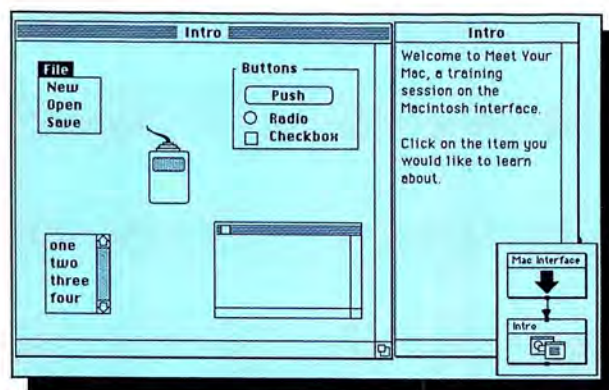 Intro
File
New
Open
Save
Buttons
Push
Radio
Checkbox
one
two
three
four
Intro
Welcome to Meet Your
Mac, a training
session on the
Macintosh interface.
Click on the item you
would like to learn
about.
Mac Interface
Intro